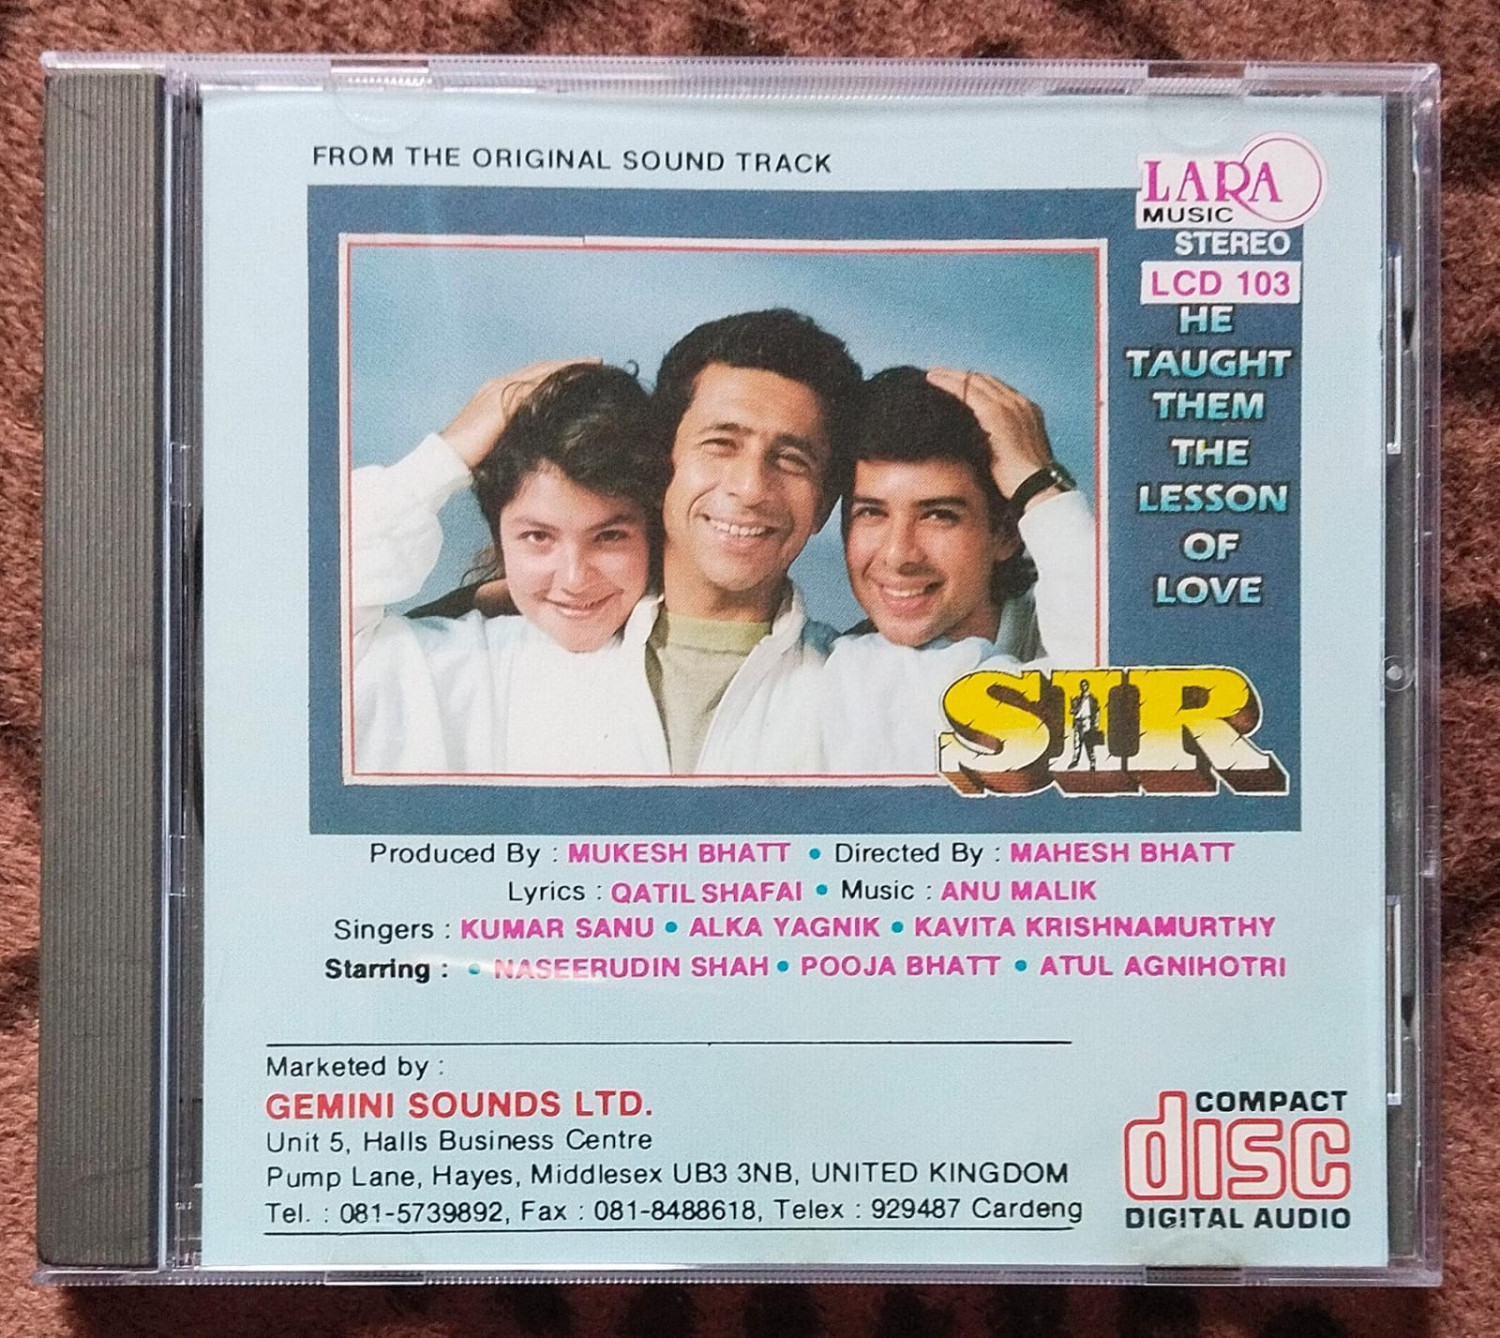 FROM THE ORIGINAL SOUND TRACK
LARA
MUSIC
STEREO
LCD 103
HE
TAUGHT
THEM
THE
LESSON
OF
LOVE
SIR
Produced By : MUKESH BHATT • Directed By : MAHESH BHATT
Lyrics : QATIL SHAFAI • Music : ANU MALIK
Singers : KUMAR SANU • ALKA YAGNIK • KAVITA KRISHNAMURTHY
Starring : • NASEERUDIN SHAH • POOJA BHATT • ATUL AGNIHOTRI
Marketed by :
GEMINI SOUNDS LTD.
Unit 5, Halls Business Centre
Pump Lane, Hayes, Middlesex UB3 3NB, UNITED KINGDOM
Tel. : 081-5739892, Fax : 081-8488618, Telex : 929487 Cardeng
COMPACT
disc
DIGITAL AUDIO